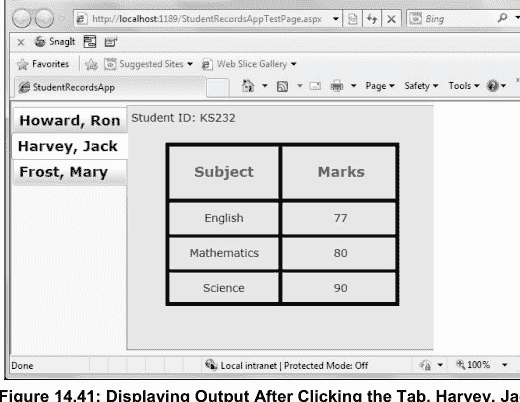 http://localhost:1189/StudentRecordsAppTestPage.aspx
Bing
x SnagIt
Favorites Suggested Sites Web Slice Gallery
StudentRecordsApp
Page Safety Tools
Howard, Ron
Harvey, Jack
Frost, Mary
Student ID: KS232
Subject Marks
English 77
Mathematics 80
Science 90
Done Local intranet | Protected Mode: Off 100%
Figure 14.41: Displaying Output After Clicking the Tab, Harvey, Ja